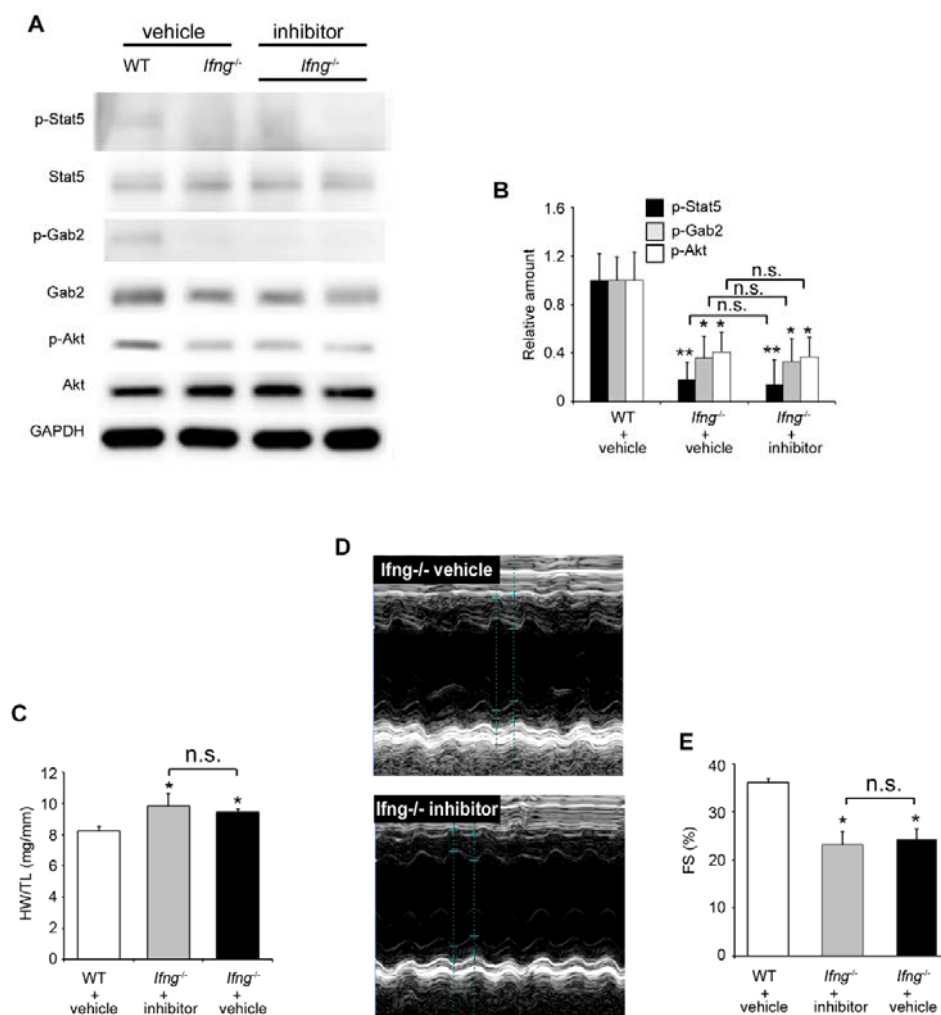 A
vehicle inhibitor
WT Ifng-/- Ifng-/-
p-Stat5
Stat5
p-Gab2
Gab2
p-Akt
Akt
GAPDH
B
1.6
1.2
0.8
0.4
0
Relative amount
p-Stat5
p-Gab2
p-Akt
n.s.
n.s.
n.s.
** * * ** * *
WT Ifng-/- Ifng-/-
+ + +
vehicle vehicle inhibitor
C
n.s.
12
10
8
6
4
2
0
HW/TL (mg/mm)
* *
WT Ifng-/- Ifng-/-
+ + +
vehicle inhibitor vehicle
D
Ifng-/- vehicle
Ifng-/- inhibitor
E
n.s.
40
30
20
10
0
FS (%)
* *
WT Ifng-/- Ifng-/-
+ + +
vehicle inhibitor vehicle